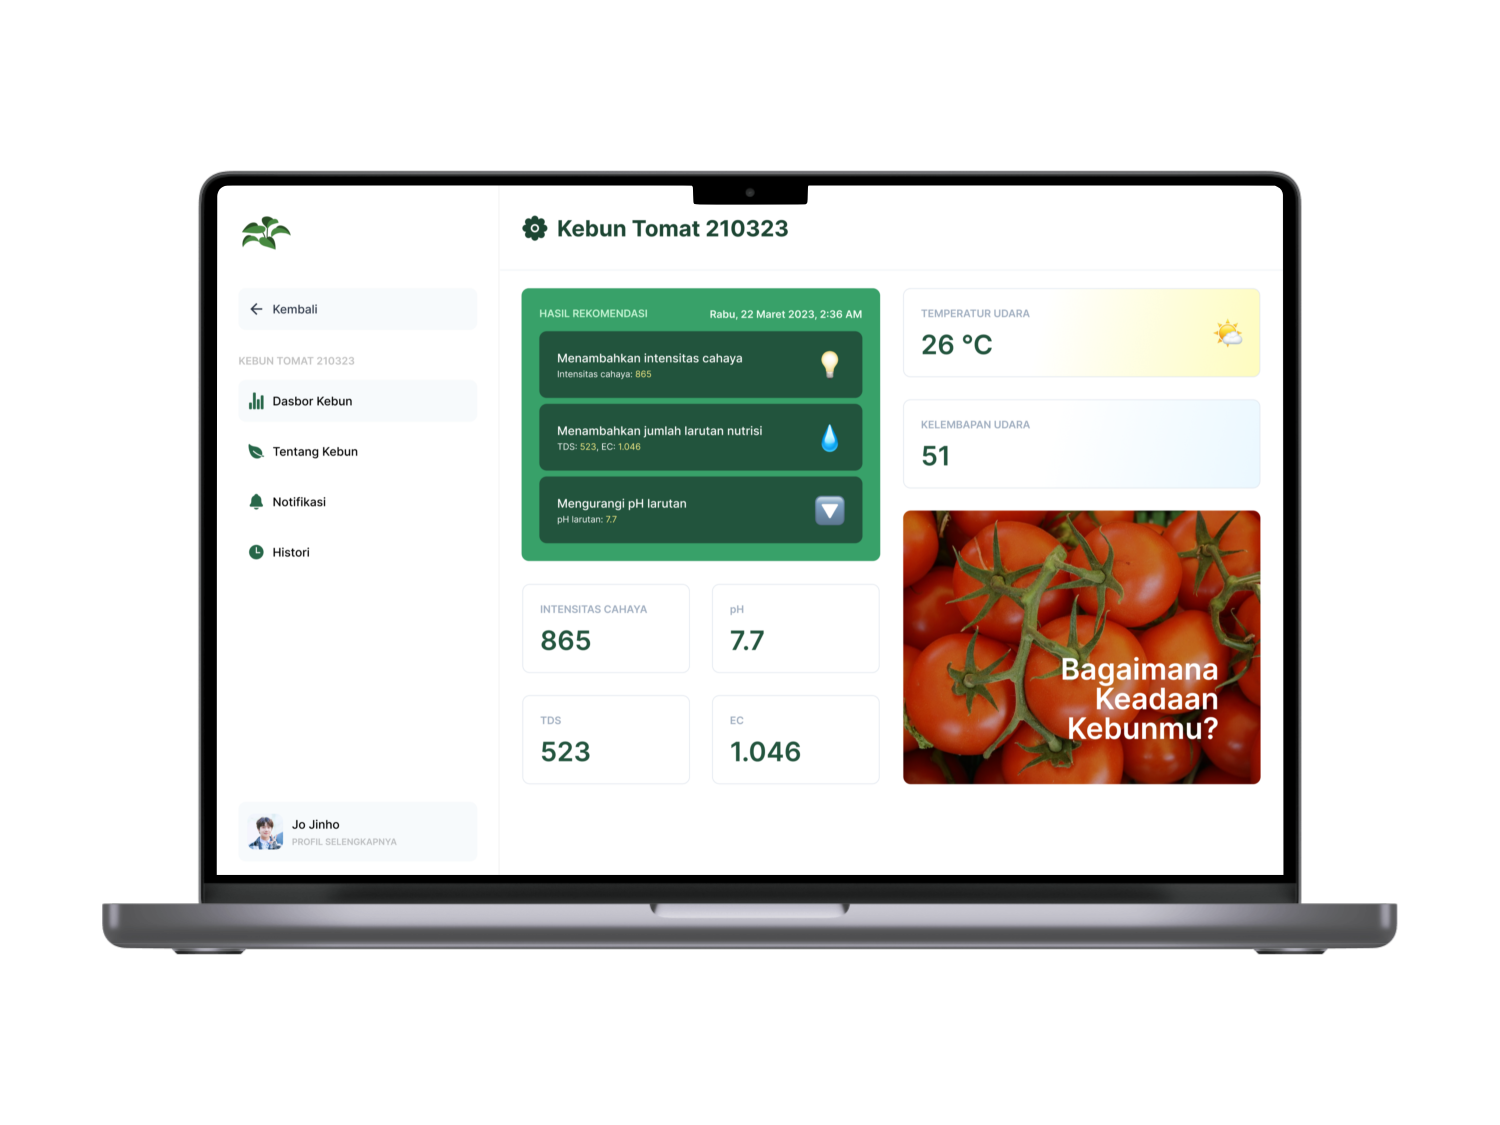 Kembali
KEBUN TOMAT 210323
Dasbor Kebun
Tentang Kebun
Notifikasi
Histori
Jo Jinho
PROFIL SELENGKAPNYA
Kebun Tomat 210323
HASIL REKOMENDASI Rabu, 22 Maret 2023, 2:36 AM
Menambahkan intensitas cahaya
Intensitas cahaya: 865
Menambahkan jumlah larutan nutrisi
TDS: 523, EC: 1.046
Mengurangi pH larutan
pH larutan: 7.7
INTENSITAS CAHAYA
865
pH
7.7
TDS
523
EC
1.046
TEMPERATUR UDARA
26 °C
KELEMBAPAN UDARA
51
Bagaimana
Keadaan
Kebunmu?